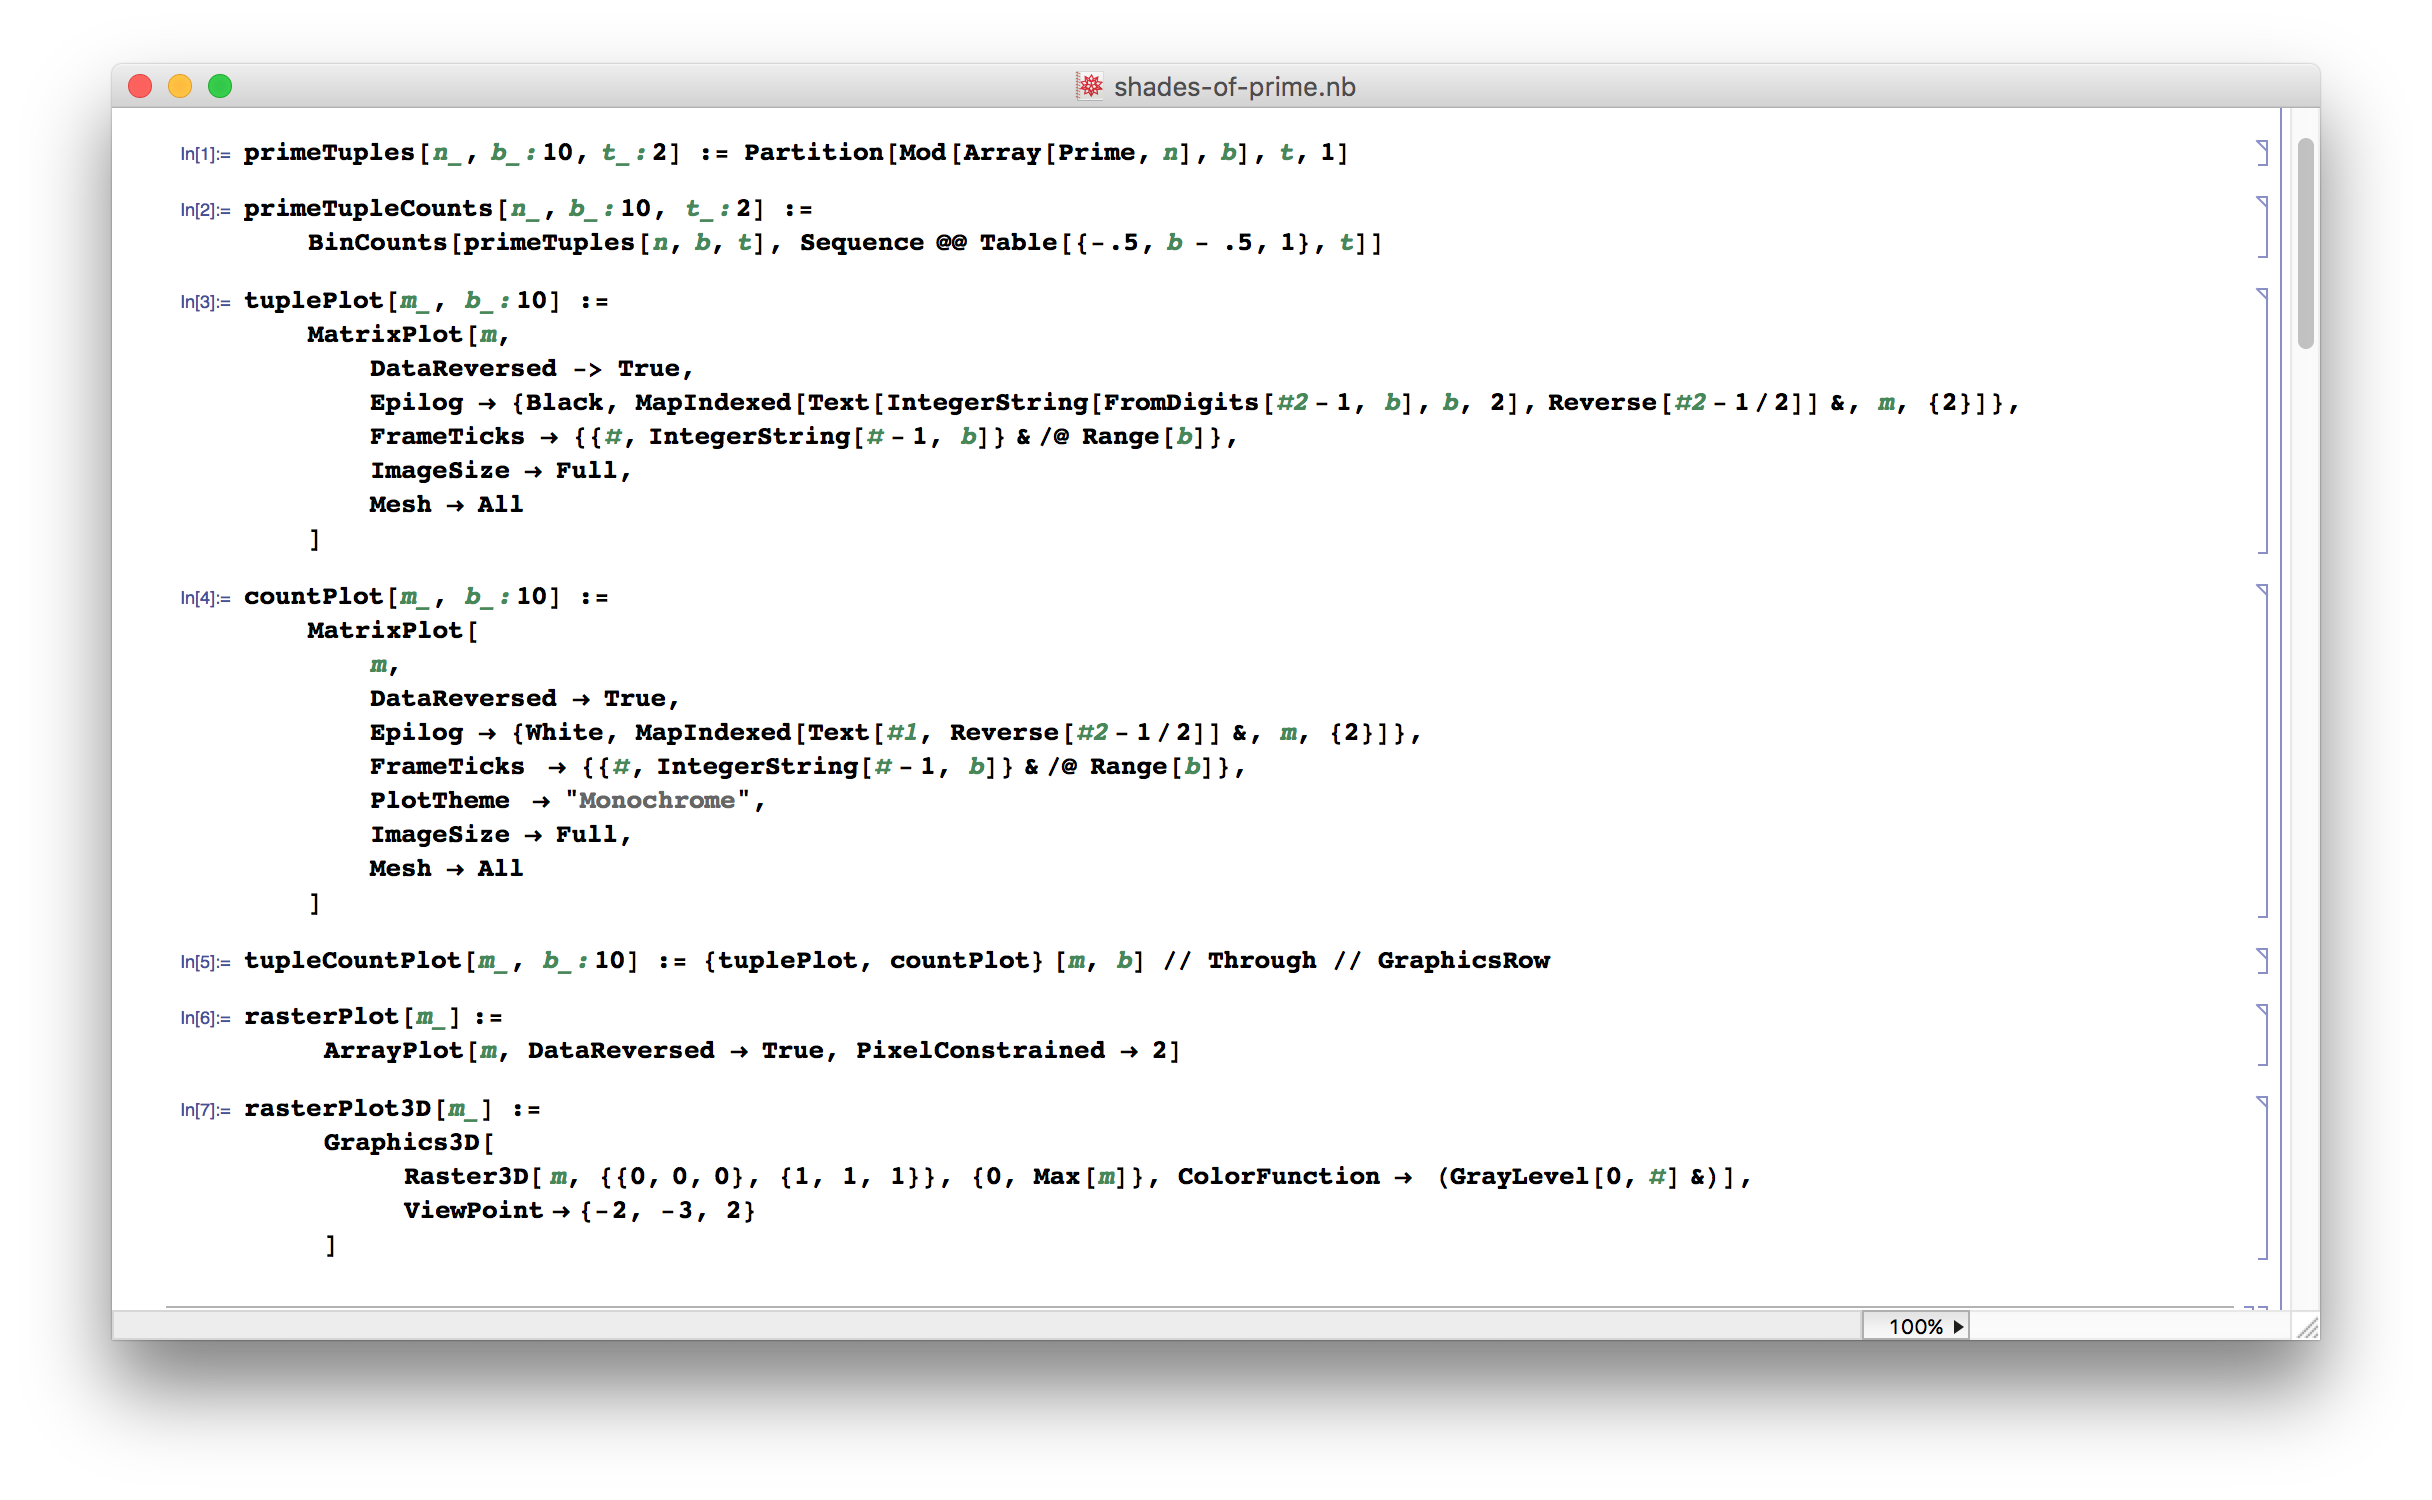 shades-of-prime.nb
In[1]:= primeTuples[n_, b_: 10, t_: 2] := Partition[Mod[Array[Prime, n], b], t, 1]
In[2]:= primeTupleCounts[n_, b_: 10, t_: 2] :=
BinCounts[primeTuples[n, b, t], Sequence @@ Table[{-.5, b - .5, 1}, t]]
In[3]:= tuplePlot[m_, b_: 10] :=
MatrixPlot[m,
DataReversed -> True,
Epilog → {Black, MapIndexed[Text[IntegerString[FromDigits[#2 - 1, b], b, 2], Reverse[#2 - 1 / 2]] &, m, {2}]},
FrameTicks → {{#, IntegerString[# - 1, b]} & /@ Range[b]},
ImageSize → Full,
Mesh → All
]
In[4]:= countPlot[m_, b_: 10] :=
MatrixPlot[
m,
DataReversed → True,
Epilog → {White, MapIndexed[Text[#1, Reverse[#2 - 1 / 2]] &, m, {2}]},
FrameTicks → {{#, IntegerString[# - 1, b]} & /@ Range[b]},
PlotTheme → "Monochrome",
ImageSize → Full,
Mesh → All
]
In[5]:= tupleCountPlot[m_, b_: 10] := {tuplePlot, countPlot} [m, b] // Through // GraphicsRow
In[6]:= rasterPlot[m_] :=
ArrayPlot[m, DataReversed → True, PixelConstrained → 2]
In[7]:= rasterPlot3D[m_] :=
Graphics3D[
Raster3D[ m, {{0, 0, 0}, {1, 1, 1}}, {0, Max[m]}, ColorFunction → (GrayLevel[0, #] &)],
ViewPoint → {-2, -3, 2}
]
100%